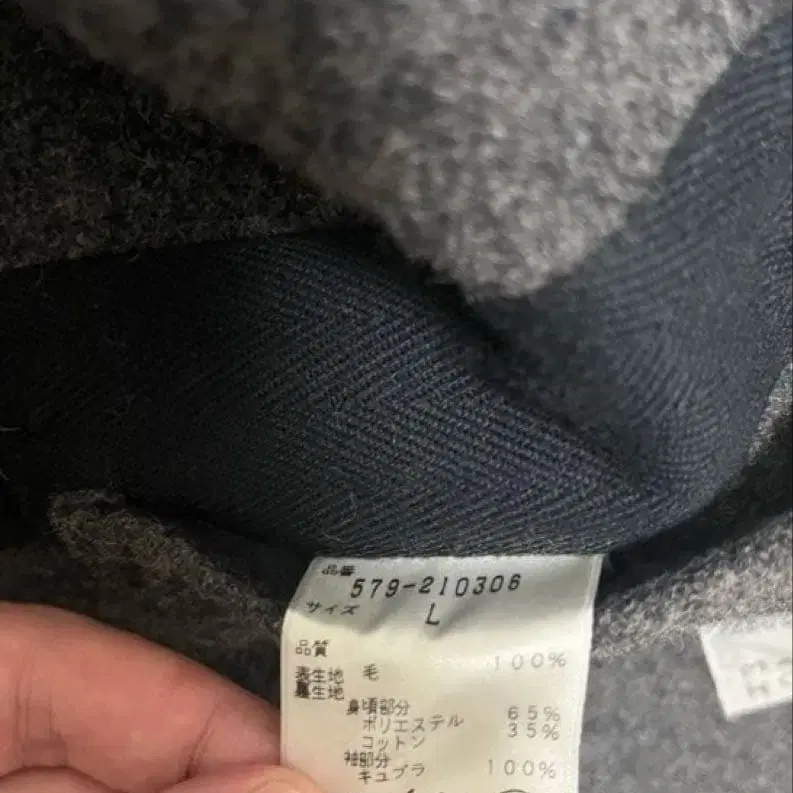 品番
579-210306
サイズ L
品質
表生地 毛 100%
裏生地
身頃部分
ポリエステル 65%
コットン 35%
袖部分
キュプラ 100%